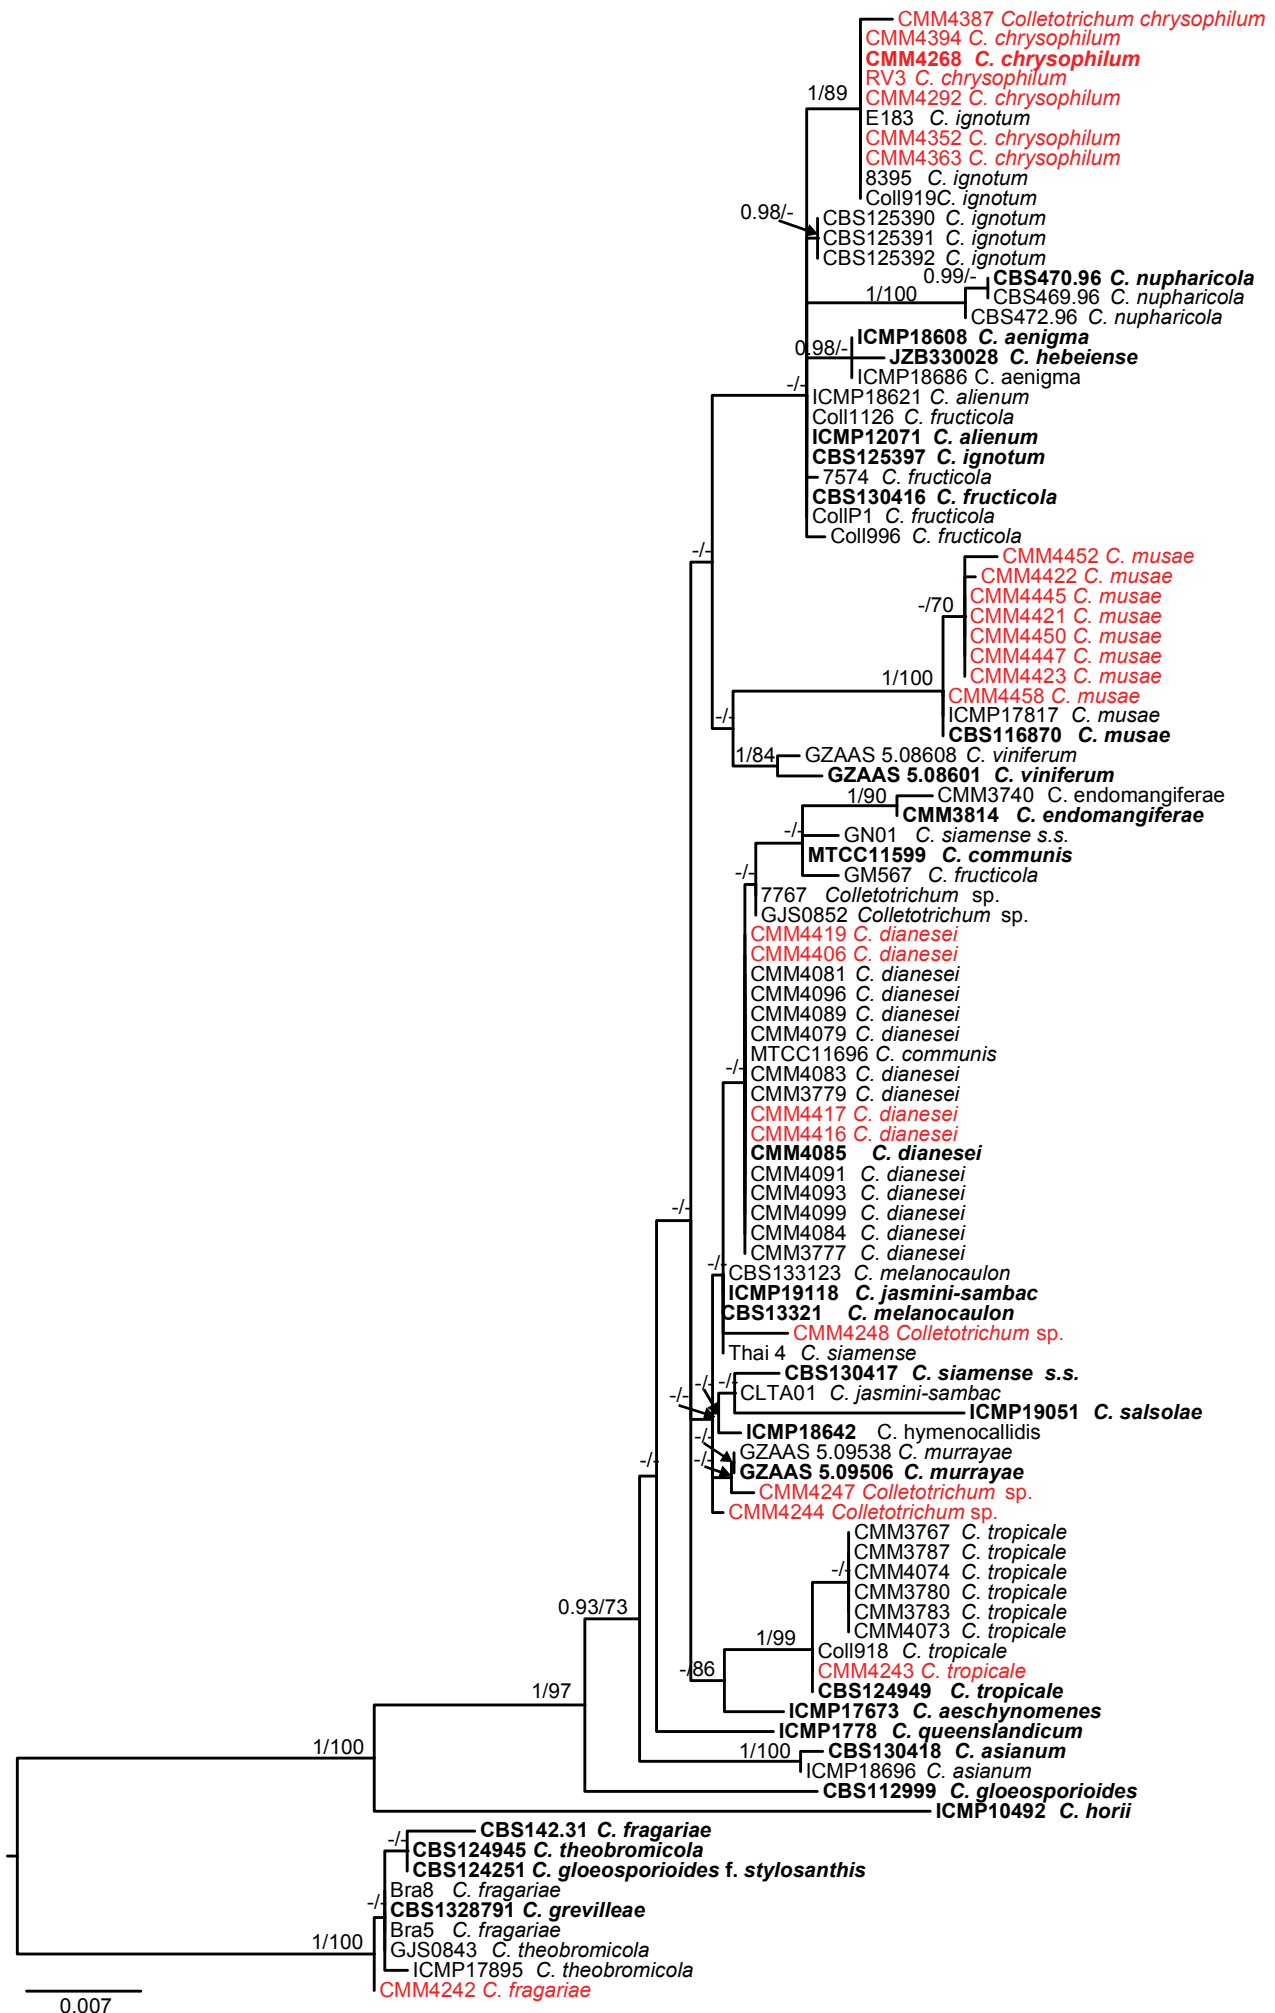 CMM4387 Colletotrichum chrysophilum
CMM4394 C. chrysophilum
CMM4268 C. chrysophilum
RV3 C. chrysophilum
1/89
CMM4292 C. chrysophilum
E183 C. ignotum
CMM4352 C. chrysophilum
CMM4363 C. chrysophilum
8395 C. ignotum
Coll919C. ignotum
0.98/-
CBS125390 C. ignotum
CBS125391 C. ignotum
CBS125392 C. ignotum
0.99/-
CBS470.96 C. nupharicola
1/100
CBS469.96 C. nupharicola
CBS472.96 C. nupharicola
ICMP18608 C. aenigma
0.98/-
JZB330028 C. hebeiense
ICMP18686 C. aenigma
-/-
ICMP18621 C. alienum
Coll1126 C. fructicola
ICMP12071 C. alienum
CBS125397 C. ignotum
7574 C. fructicola
CBS130416 C. fructicola
CollP1 C. fructicola
Coll996 C. fructicola
-/-
CMM4452 C. musae
CMM4422 C. musae
CMM4445 C. musae
-/70
CMM4421 C. musae
CMM4450 C. musae
CMM4447 C. musae
CMM4423 C. musae
1/100
CMM4458 C. musae
ICMP17817 C. musae
-/-
CBS116870 C. musae
1/84
GZAAS 5.08608 C. viniferum
GZAAS 5.08601 C. viniferum
1/90
CMM3740 C. endomangiferae
CMM3814 C. endomangiferae
-/-
GN01 C. siamense s.s.
MTCC11599 C. communis
-/-
GM567 C. fructicola
7767 Colletotrichum sp.
GJS0852 Colletotrichum sp.
CMM4419 C. dianesei
CMM4406 C. dianesei
CMM4081 C. dianesei
CMM4096 C. dianesei
CMM4089 C. dianesei
CMM4079 C. dianesei
MTCC11696 C. communis
-/-
CMM4083 C. dianesei
CMM3779 C. dianesei
CMM4417 C. dianesei
CMM4416 C. dianesei
CMM4085 C. dianesei
CMM4091 C. dianesei
CMM4093 C. dianesei
-/-
CMM4099 C. dianesei
CMM4084 C. dianesei
CMM3777 C. dianesei
-/-
CBS133123 C. melanocaulon
ICMP19118 C. jasmini-sambac
CBS13321 C. melanocaulon
CMM4248 Colletotrichum sp.
Thai 4 C. siamense
CBS130417 C. siamense s.s.
-/- -/- -/-
CLTA01 C. jasmini-sambac
ICMP19051 C. salsolae
ICMP18642 C. hymenocallidis
-/-
GZAAS 5.09538 C. murrayae
-/- -/-
GZAAS 5.09506 C. murrayae
CMM4247 Colletotrichum sp.
CMM4244 Colletotrichum sp.
CMM3767 C. tropicale
CMM3787 C. tropicale
-/-
CMM4074 C. tropicale
CMM3780 C. tropicale
0.93/73
CMM3783 C. tropicale
CMM4073 C. tropicale
1/99
Coll918 C. tropicale
-/86
CMM4243 C. tropicale
1/97
CBS124949 C. tropicale
ICMP17673 C. aeschynomenes
ICMP1778 C. queenslandicum
1/100
1/100
CBS130418 C. asianum
ICMP18696 C. asianum
CBS112999 C. gloeosporioides
ICMP10492 C. horii
CBS142.31 C. fragariae
-/-
CBS124945 C. theobromicola
CBS124251 C. gloeosporioides f. stylosanthis
Bra8 C. fragariae
-/-
CBS1328791 C. grevilleae
Bra5 C. fragariae
1/100
GJS0843 C. theobromicola
ICMP17895 C. theobromicola
CMM4242 C. fragariae
0.007